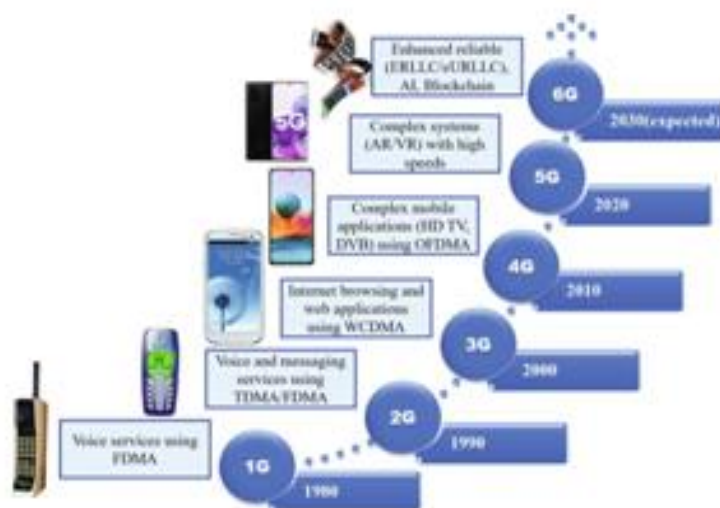 Enhanced reliable
(ERLLC/eURLLC),
AI, Blockchain
6G
2030(expected)
5G
Complex systems
(AR/VR) with high
speeds
5G
2020
Complex mobile
applications (HD TV,
DVB) using OFDMA
4G
2010
Internet browsing and
web applications
using WCDMA
3G
2000
Voice and messaging
services using
TDMA/FDMA
2G
1990
Voice services using
FDMA
1G
1980